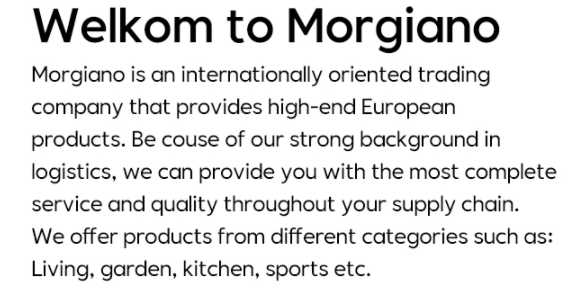 Welkom to Morgiano
Morgiano is an internationally oriented trading
company that provides high-end European
products. Be couse of our strong background in
logistics, we can provide you with the most complete
service and quality throughout your supply chain.
We offer products from different categories such as:
Living, garden, kitchen, sports etc.